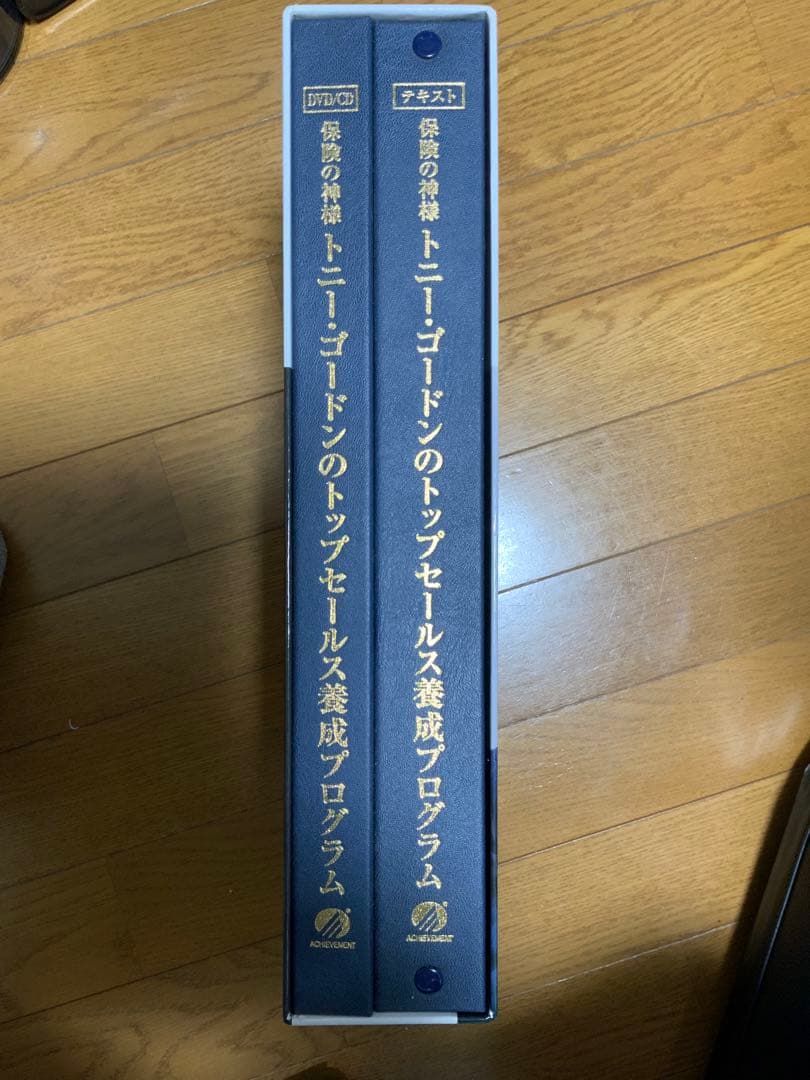 テキスト
保険の神様 トニー・ゴードンのトップセールス養成プログラム
ACHIEVEMENT
DVD/CD
保険の神様 トニー・ゴードンのトップセールス養成プログラム
ACHIEVEMENT